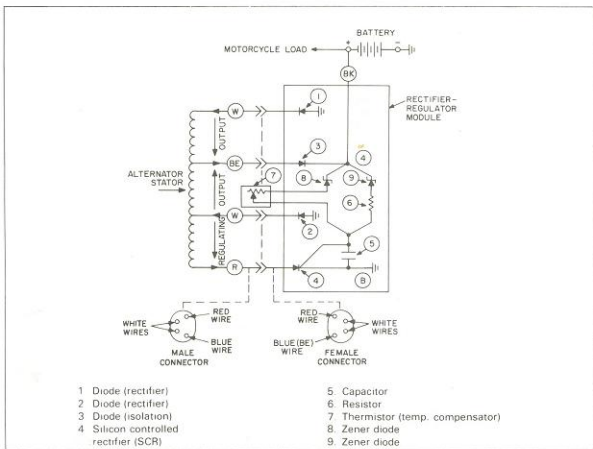 BATTERY
+
-
MOTORCYCLE LOAD
BK
RECTIFIER-
REGULATOR
MODULE
W
1
OUTPUT
3
4
BE
ALTERNATOR
STATOR
7
8
9
OUTPUT
6
W
2
REGULATING
5
R
4
8
WHITE
WIRES
RED
WIRE
BLUE
WIRE
MALE
CONNECTOR
RED
WIRE
WHITE
WIRES
BLUE(BE)
WIRE
FEMALE
CONNECTOR
1 Diode (rectifier)
2 Diode (rectifier)
3 Diode (isolation)
4 Silicon controlled
rectifier (SCR)
5. Capacitor
6. Resistor
7. Thermistor (temp. compensator)
8. Zener diode
9. Zener diode